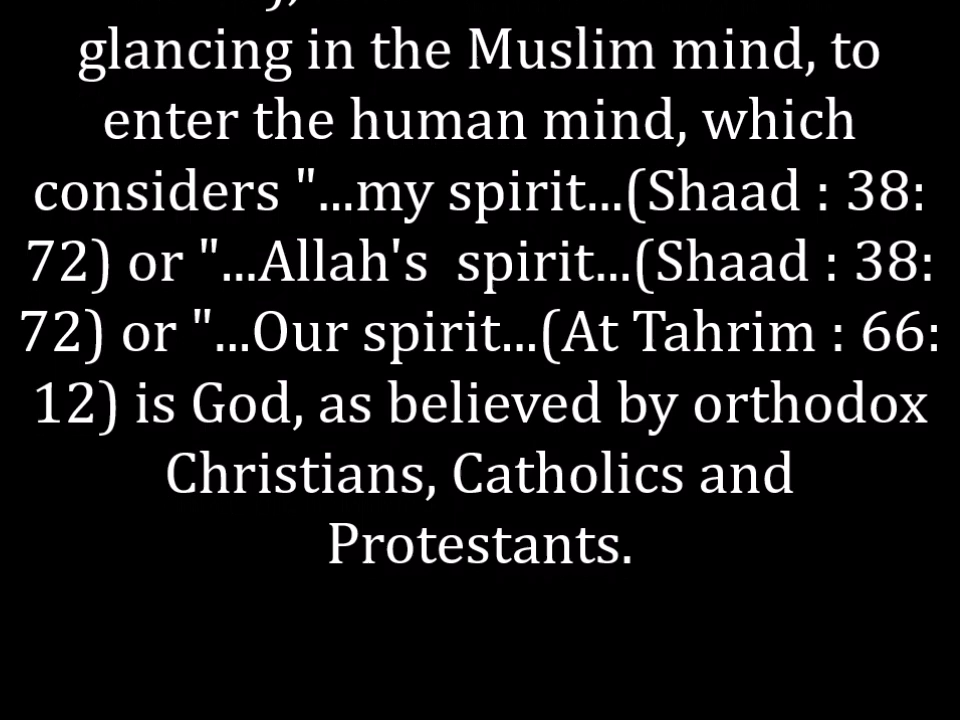 glancing in the Muslim mind, to
enter the human mind, which
considers "...my spirit...(Shaad : 38:
72) or "...Allah's  spirit...(Shaad : 38:
72) or "...Our spirit...(At Tahrim : 66:
12) is God, as believed by orthodox
Christians, Catholics and
Protestants.